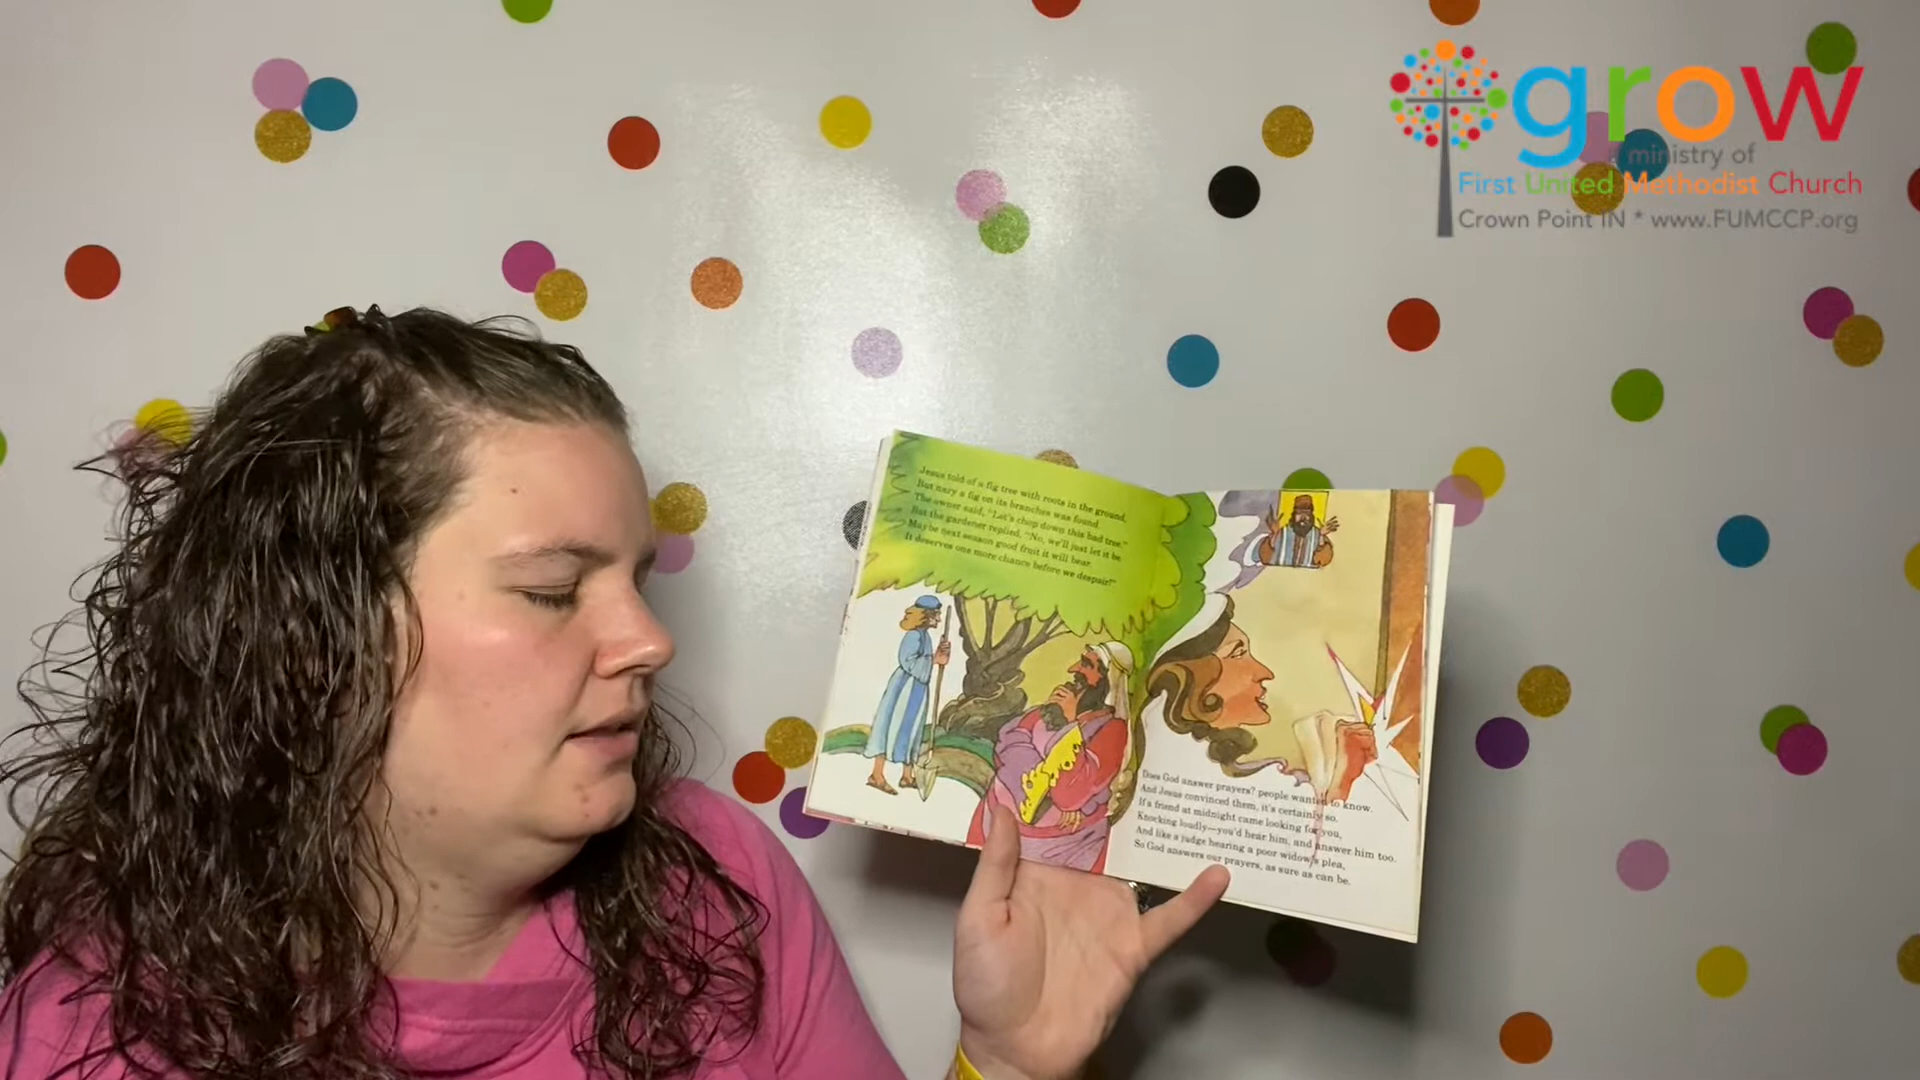 grow
a ministry of
First United Methodist Church
Crown Point IN * www.FUMCCP.org
Jesus told of a fig tree with roots in the ground,
But nary a fig on its branches was found.
The owner said, "Let's chop down this bad tree."
But the gardener replied, "No, we'll just let it be.
Maybe next season good fruit it will bear.
It deserves one more chance before we despair!"
Does God answer prayers? people wanted to know.
And Jesus convinced them, it's certainly so.
If a friend at midnight came looking for you,
Knocking loudly—you'd hear him, and answer him too.
And like a judge hearing a poor widow's plea,
So God answers our prayers, as sure as can be.